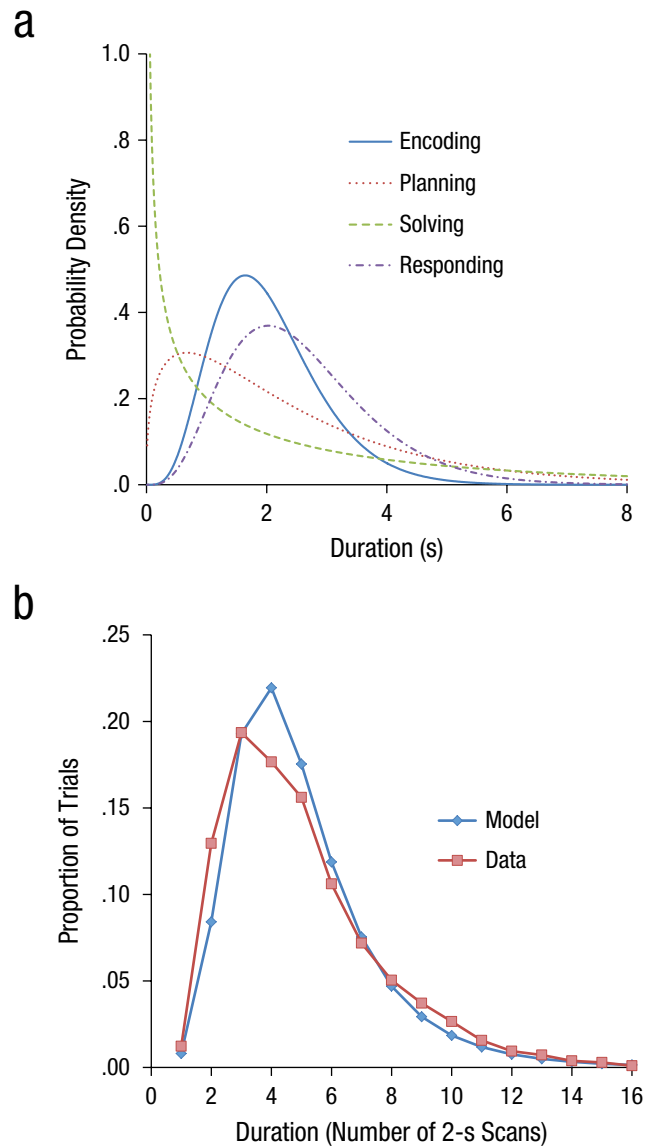 a
1.0
.8
.6
.4
.2
.0
Probability Density
Encoding
Planning
Solving
Responding
0 2 4 6 8
Duration (s)
b
.25
.20
.15
.10
.05
.00
Proportion of Trials
Model
Data
0 2 4 6 8 10 12 14 16
Duration (Number of 2-s Scans)